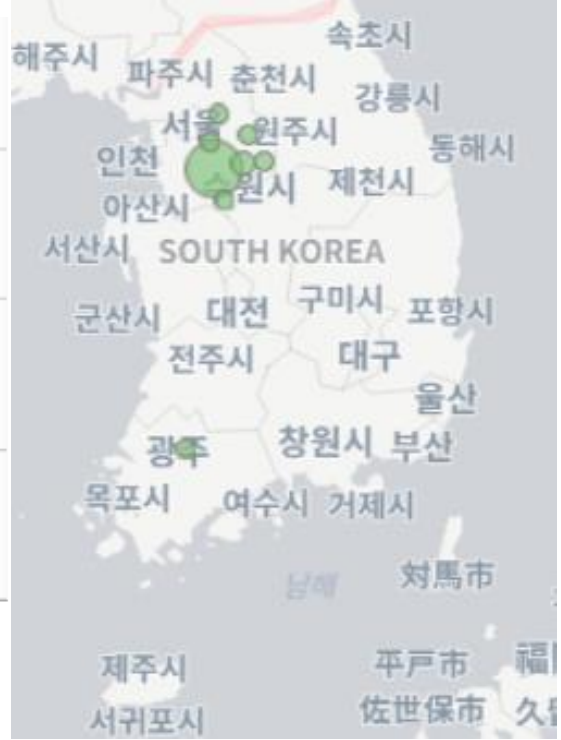 속초시
해주시
파주시 춘천시
강릉시
서울 원주시
동해시
인천
수원시 제천시
아산시
서산시 SOUTH KOREA
군산시 대전 구미시 포항시
전주시 대구
울산
광주 창원시 부산
목포시 여수시 거제시
남해
対馬市
제주시 平戸市 福
서귀포시 佐世保市 久